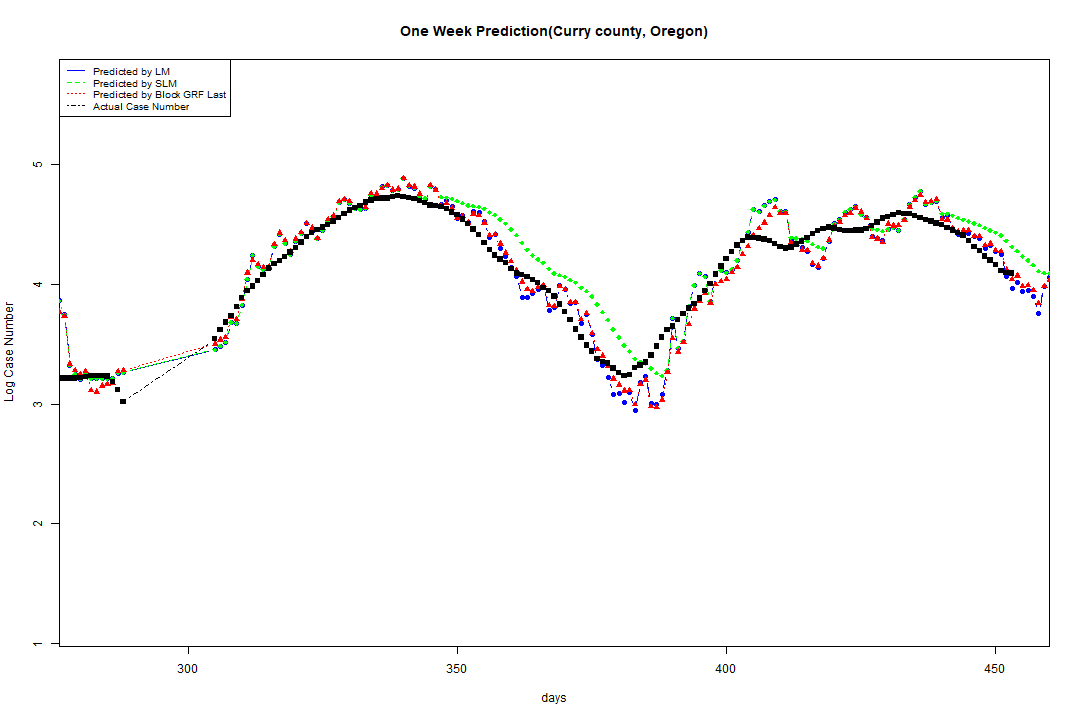 One Week Prediction(Curry county, Oregon)
Predicted by LM
Predicted by SLM
Predicted by Block GRF Last
Actual Case Number
5
4
3
2
1
Log Case Number
300 350 400 450
days